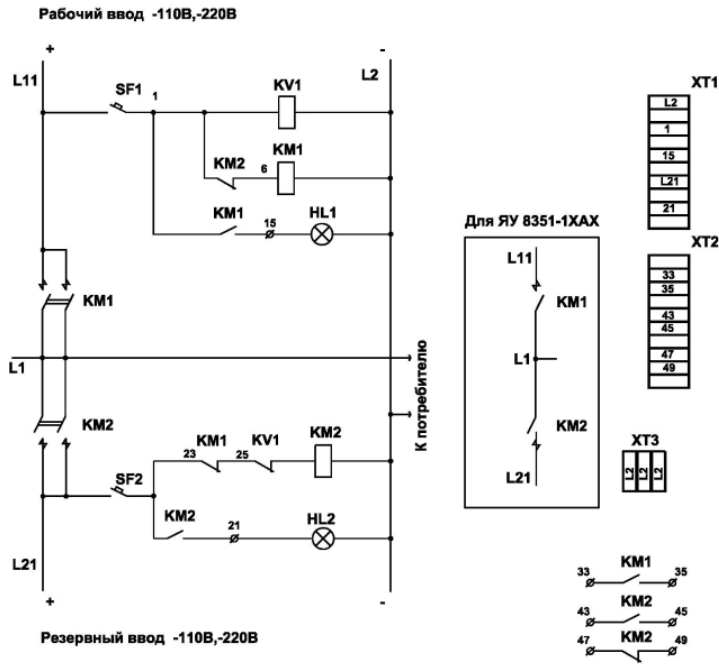 Рабочий ввод -110В,-220В
+
-
L11
SF1
1
KV1
L2
KM2
6
KM1
KM1
15
HL1
KM1
L1
К потребителю
KM2
SF2
23
KM1
25
KV1
KM2
KM2
21
HL2
L21
+
-
Резервный ввод -110В,-220В
Для ЯУ 8351-1ХАХ
L11
KM1
L1
KM2
L21
XT1
L2
1
15
L21
21
XT2
33
35
43
45
47
49
XT3
L2 L2 L2
33 KM1 35
43 KM2 45
47 KM2 49